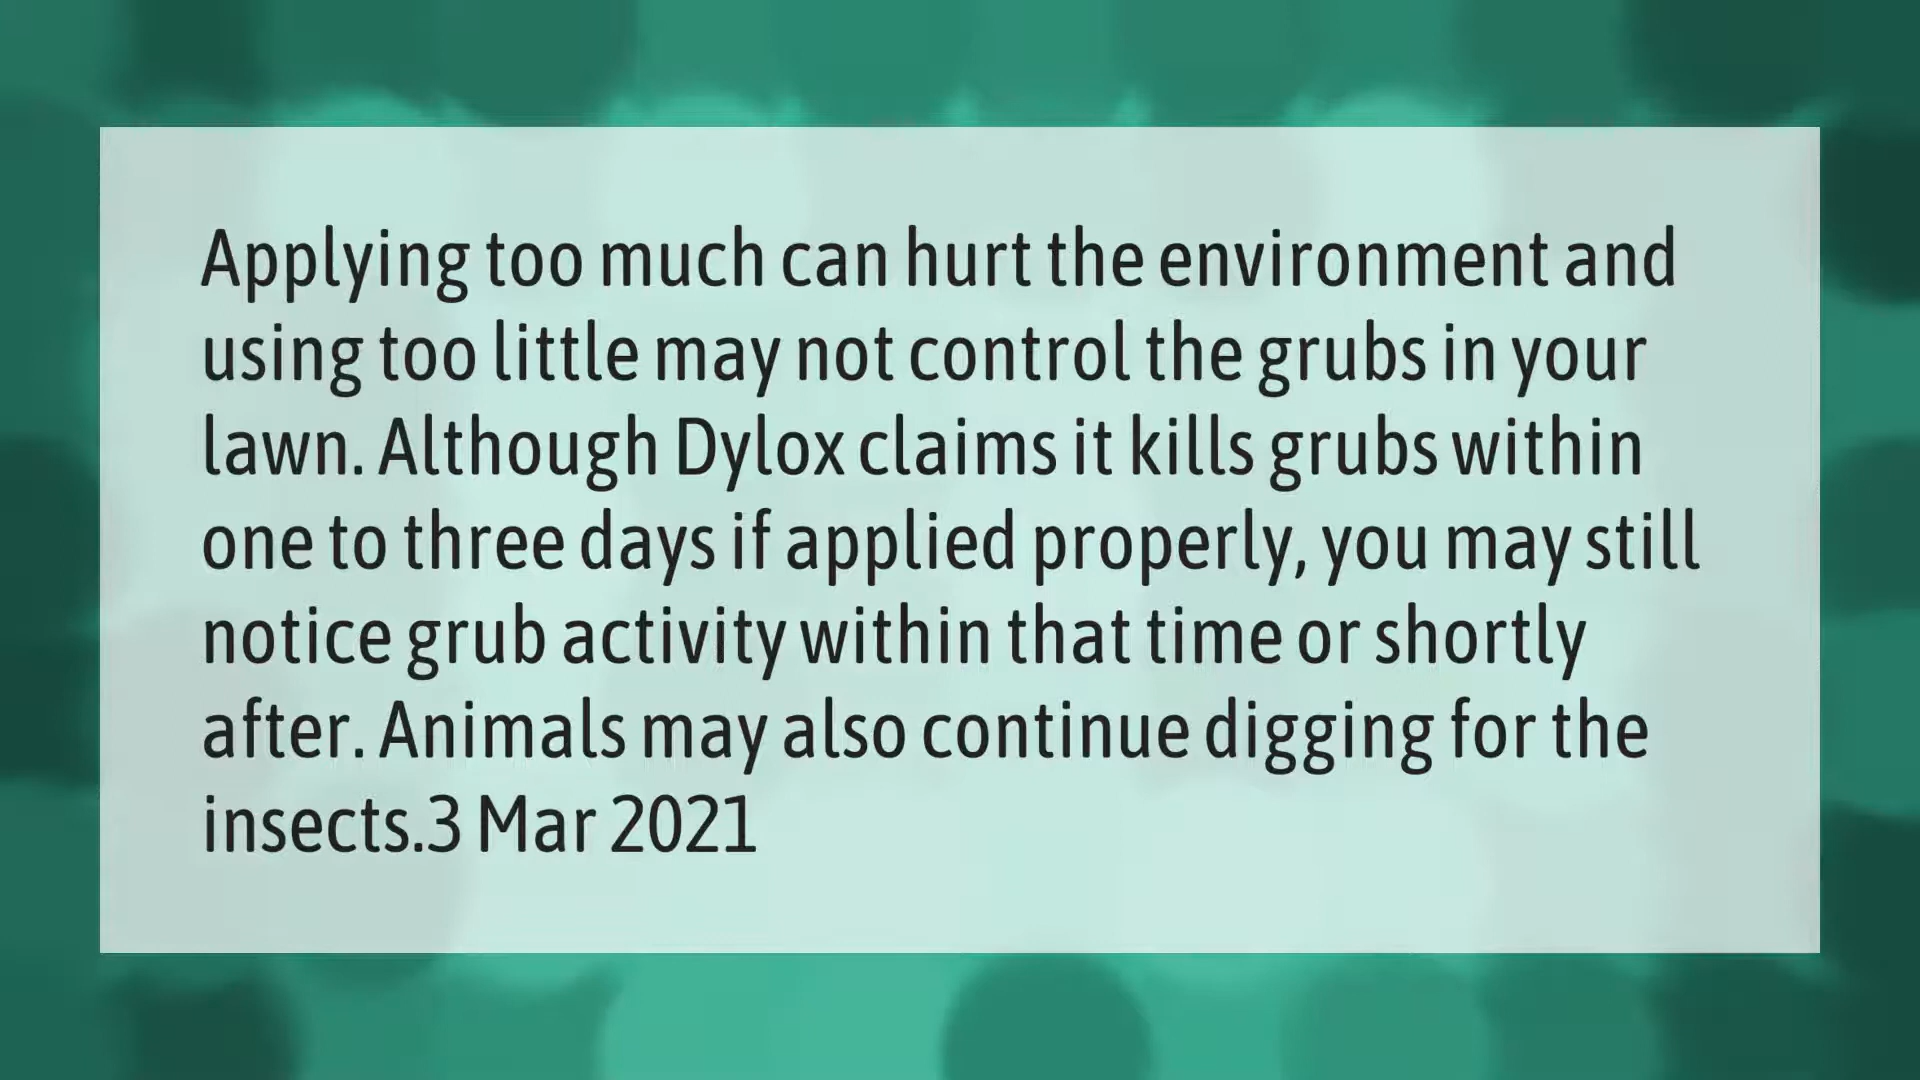 Applying too much can hurt the environment and
using too little may not control the grubs in your
lawn. Although Dylox claims it kills grubs within
one to three days if applied properly, you may still
notice grub activity within that time or shortly
after. Animals may also continue digging for the
insects.3 Mar 2021